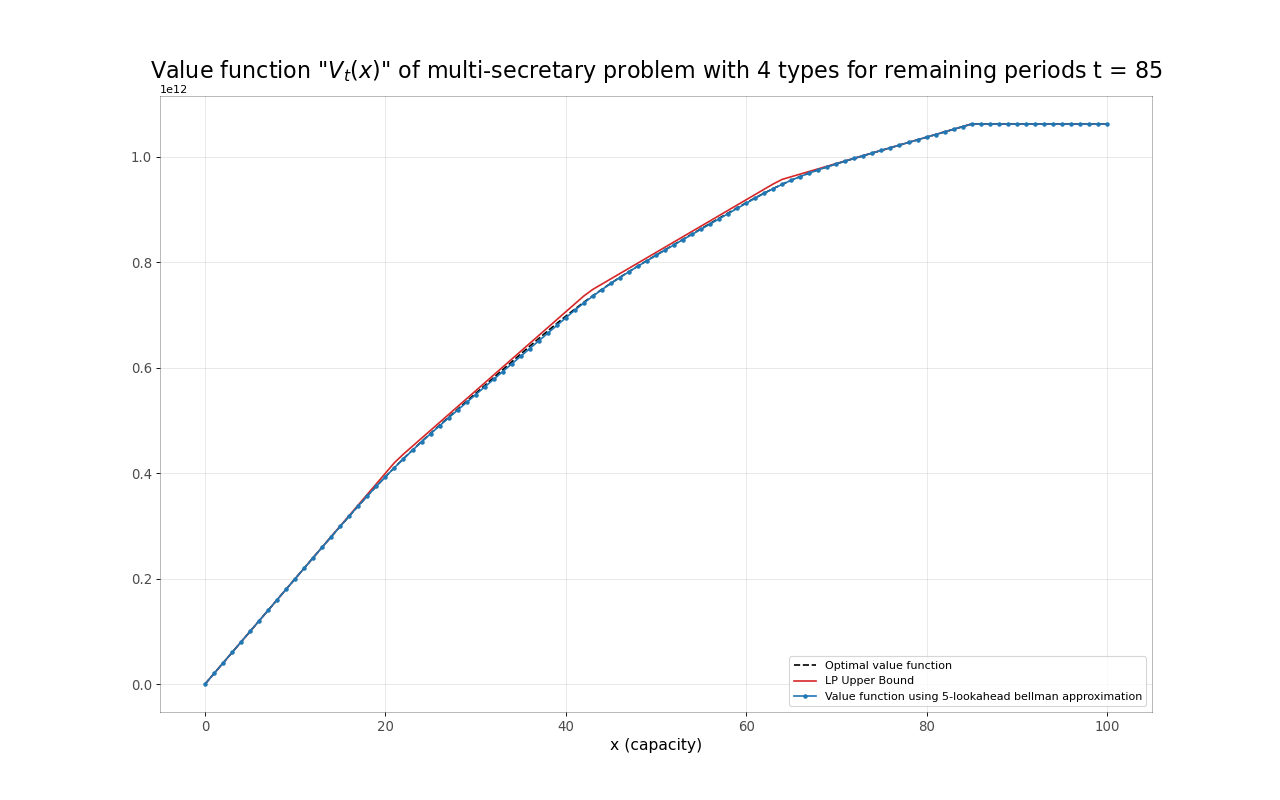 Value function "V_t(x)" of multi-secretary problem with 4 types for remaining periods t = 85
1e12
1.0
0.8
0.6
0.4
0.2
0.0
Optimal value function
LP Upper Bound
Value function using 5-lookahead bellman approximation
0 20 40 60 80 100
x (capacity)